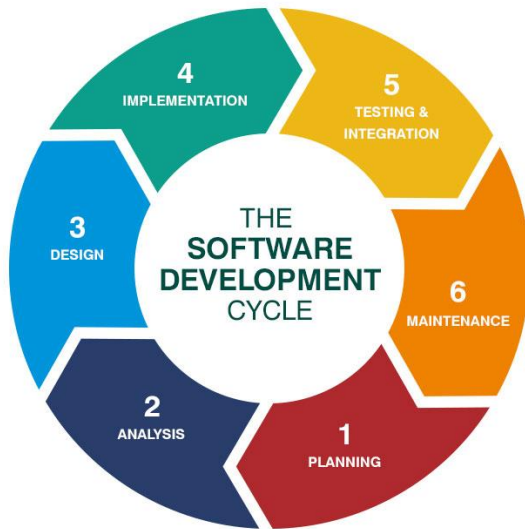 THE
SOFTWARE
DEVELOPMENT
CYCLE
1
PLANNING
2
ANALYSIS
3
DESIGN
4
IMPLEMENTATION
5
TESTING &
INTEGRATION
6
MAINTENANCE